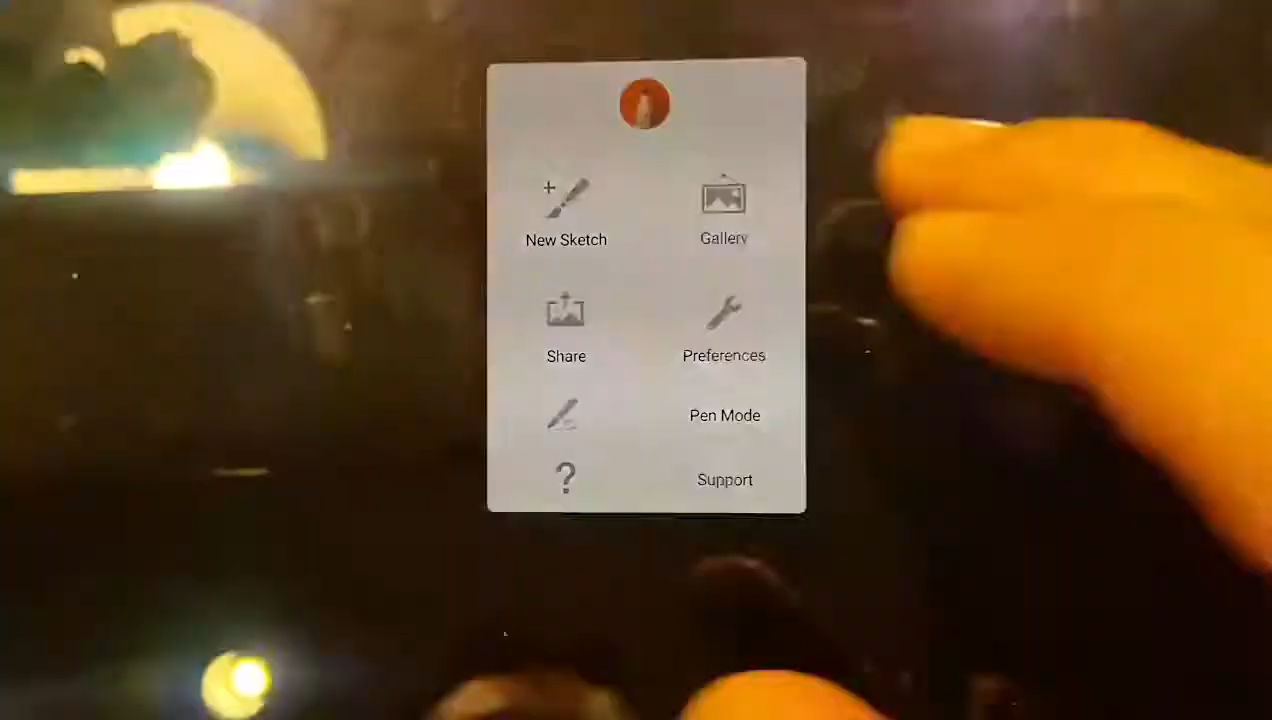 New Sketch
Gallery
Share
Preferences
Pen Mode
?
Support